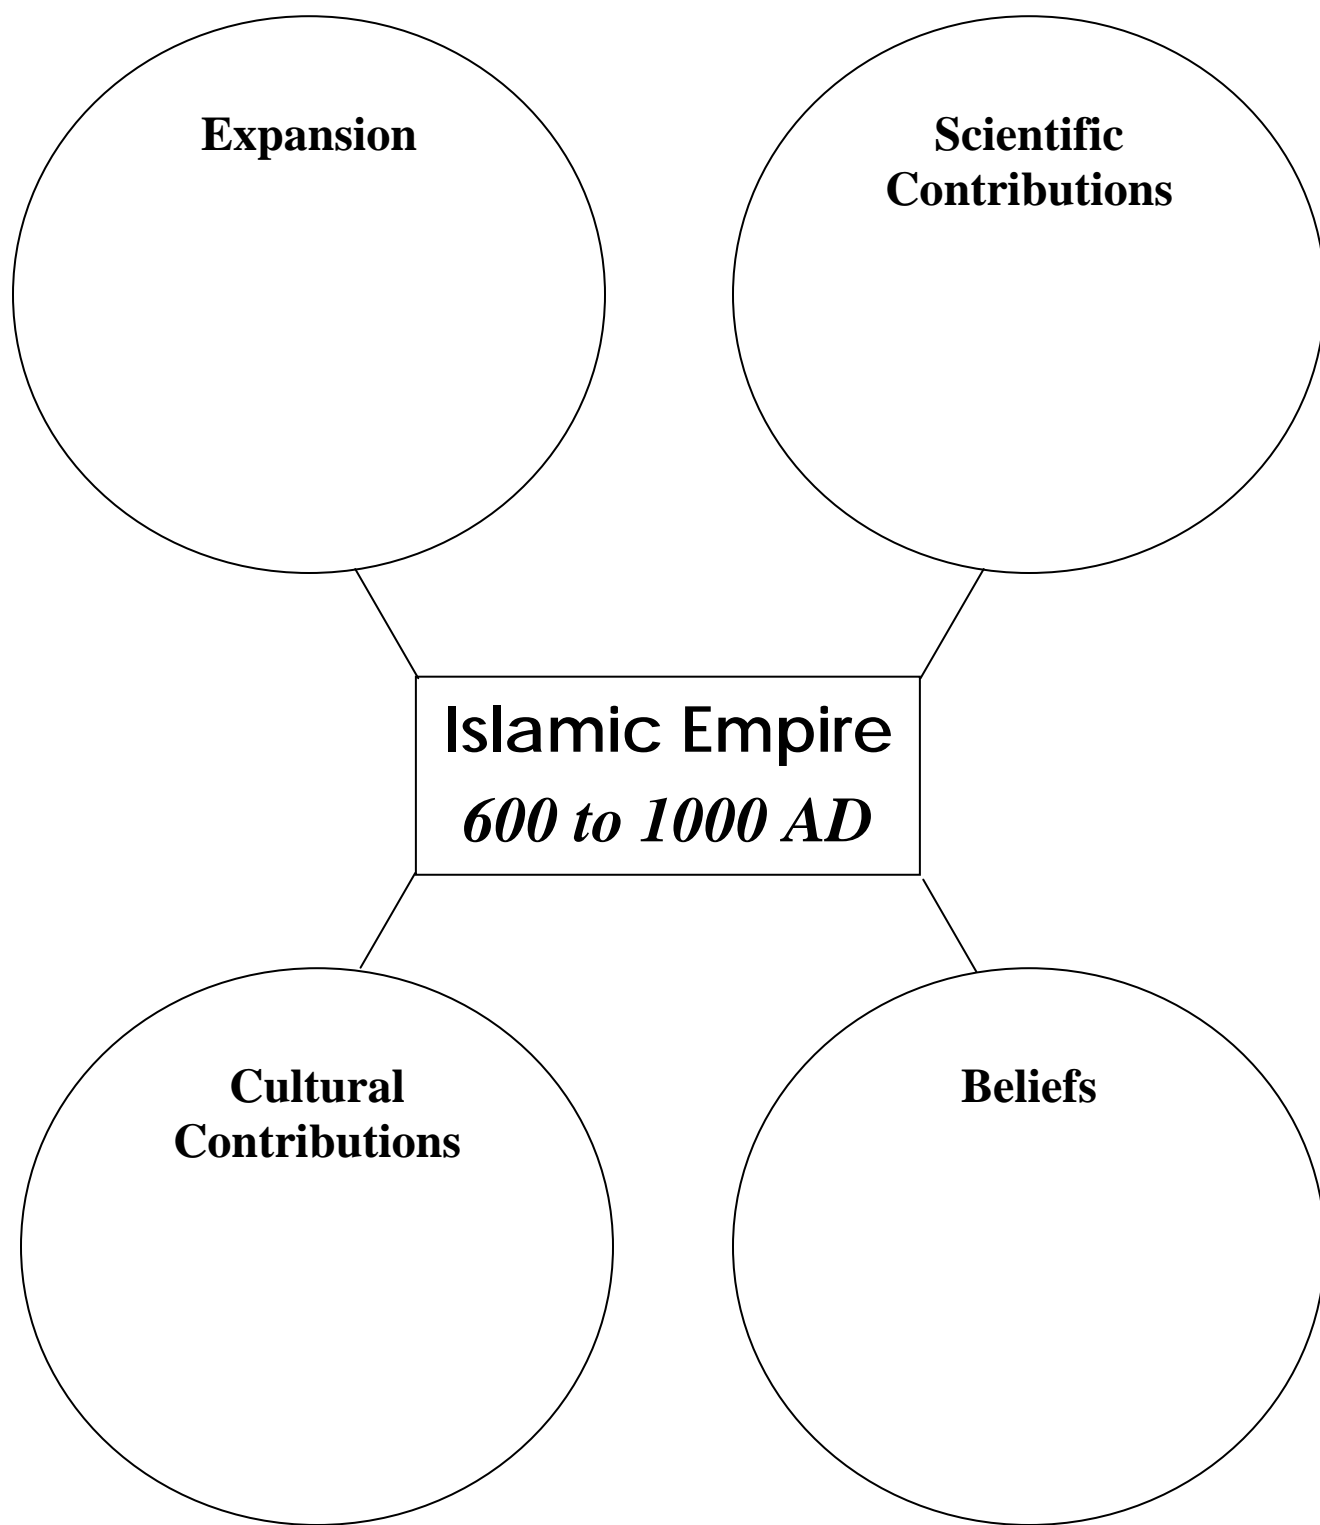 Expansion
Scientific
Contributions
Islamic Empire
600 to 1000 AD
Cultural
Contributions
Beliefs